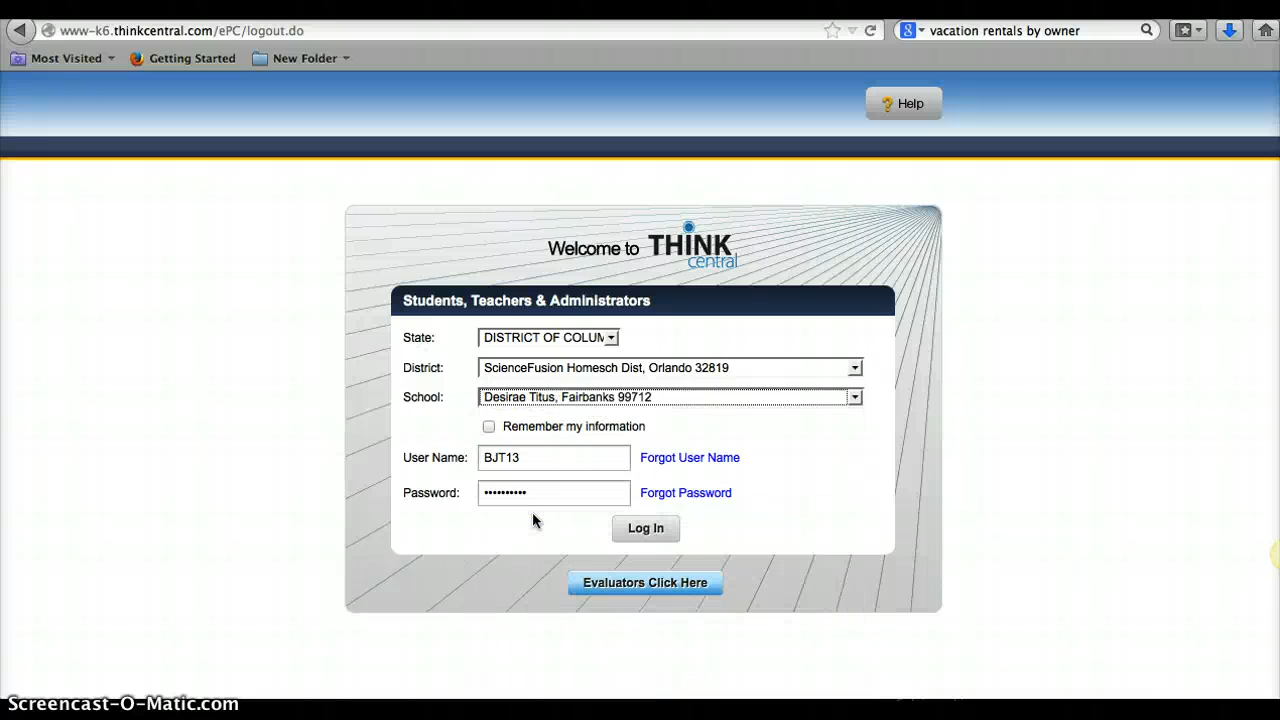 www-k6.thinkcentral.com/ePC/logout.do
8 vacation rentals by owner
Most Visited Getting Started New Folder
? Help
Welcome to THINK central
Students, Teachers & Administrators
State: DISTRICT OF COLUM
District: ScienceFusion Homesch Dist, Orlando 32819
School: Desirae Titus, Fairbanks 99712
Remember my information
User Name: BJT13 Forgot User Name
Password: •••••••••• Forgot Password
Log In
Evaluators Click Here
Screencast-O-Matic.com